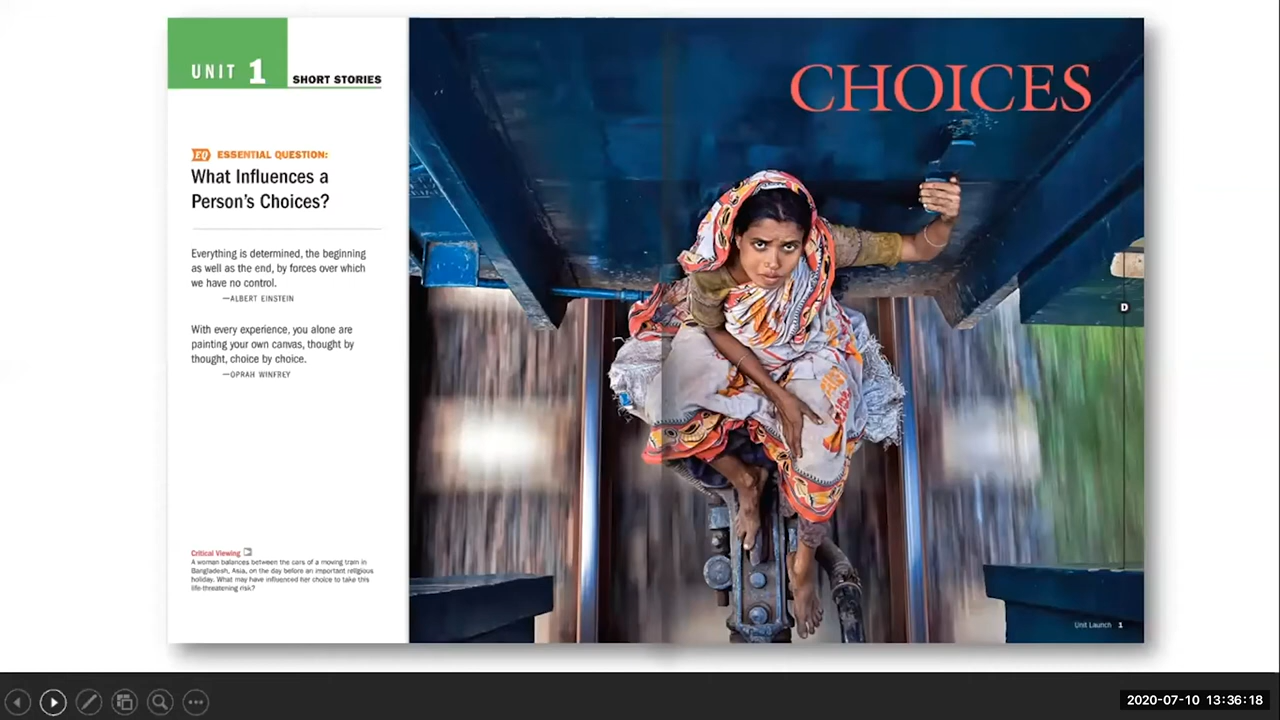 UNIT 1
SHORT STORIES
EQ ESSENTIAL QUESTION:
What Influences a
Person's Choices?
Everything is determined, the beginning
as well as the end, by forces over which
we have no control.
—ALBERT EINSTEIN
With every experience, you alone are
painting your own canvas, thought by
thought, choice by choice.
—OPRAH WINFREY
Critical Viewing
A woman balances between the cars of a moving train in
Bangladesh, Asia, on the day before an important religious
holiday. What may have influenced her choice to take this
life-threatening risk?
CHOICES
D
Unit Launch 1
2020-07-10 13:36:18